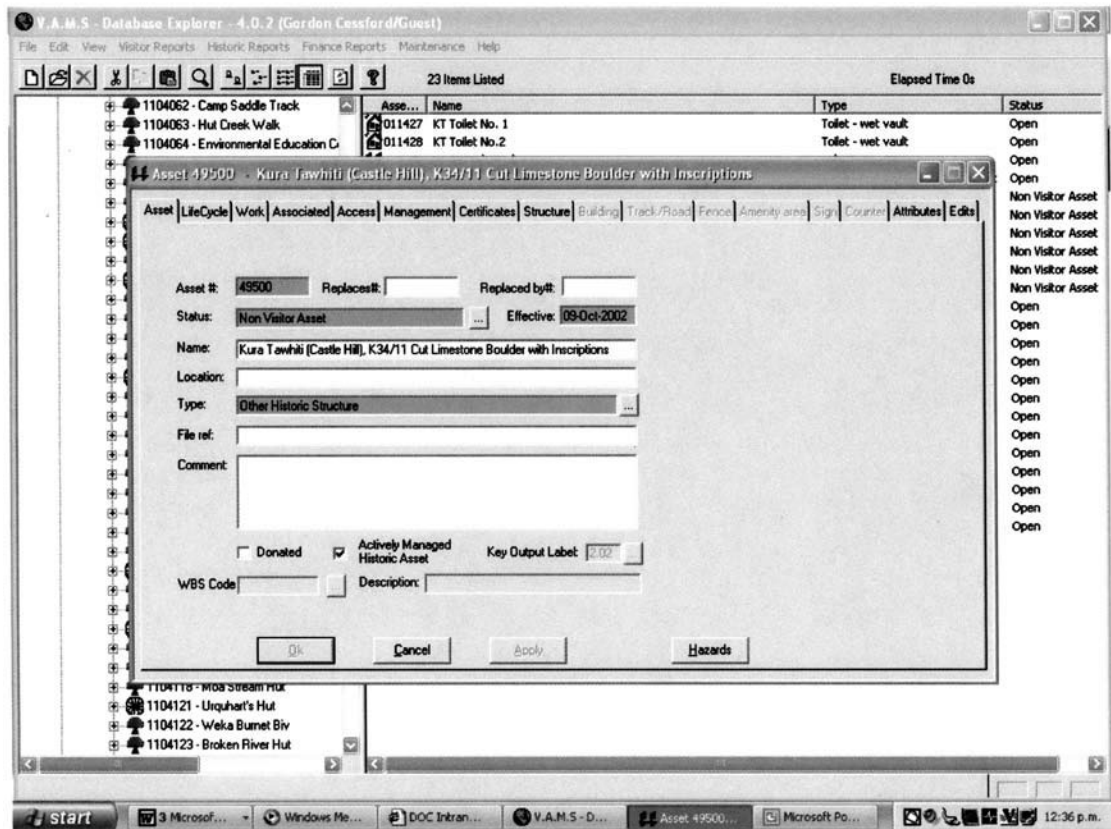 V.A.M.S - Database Explorer - 4.0.2 (Gordon Cessford/Guest)
File Edit View Visitor Reports Historic Reports Finance Reports Maintenance Help
23 Items Listed Elapsed Time 0s
1104062 - Camp Saddle Track
1104063 - Hut Creek Walk
1104064 - Environmental Education C
Asse... Name Type Status
011427 KT Toilet No. 1 Toilet - wet vault Open
011428 KT Toilet No.2 Toilet - wet vault Open
Open
Open
Non Visitor Asset
Non Visitor Asset
Non Visitor Asset
Non Visitor Asset
Non Visitor Asset
Non Visitor Asset
Open
Open
Open
Open
Open
Open
Open
Open
Open
Open
Open
Open
Open
Asset 49500 - Kura Tawhiti (Castle Hill), K34/11 Cut Limestone Boulder with Inscriptions
Asset LifeCycle Work Associated Access Management Certificates Structure Building Track/Road Fence Amenity area Sign Counter Attributes Edits
Asset #: 49500 Replaces#: Replaced by#:
Status: Non Visitor Asset ... Effective: 09-Oct-2002
Name: Kura Tawhiti (Castle Hill), K34/11 Cut Limestone Boulder with Inscriptions
Location:
Type: Other Historic Structure ...
File ref:
Comment
Donated Actively Managed Historic Asset Key Output Label: 2.02
WBS Code Description:
Ok Cancel Apply Hazards
1104118 - Moa Stream Hut
1104121 - Urquhart's Hut
1104122 - Weka Burnet Biv
1104123 - Broken River Hut
start 3 Microsof... Windows Me... DOC Intran... V.A.M.S - D... Asset 49500... Microsoft Po... 12:36 p.m.